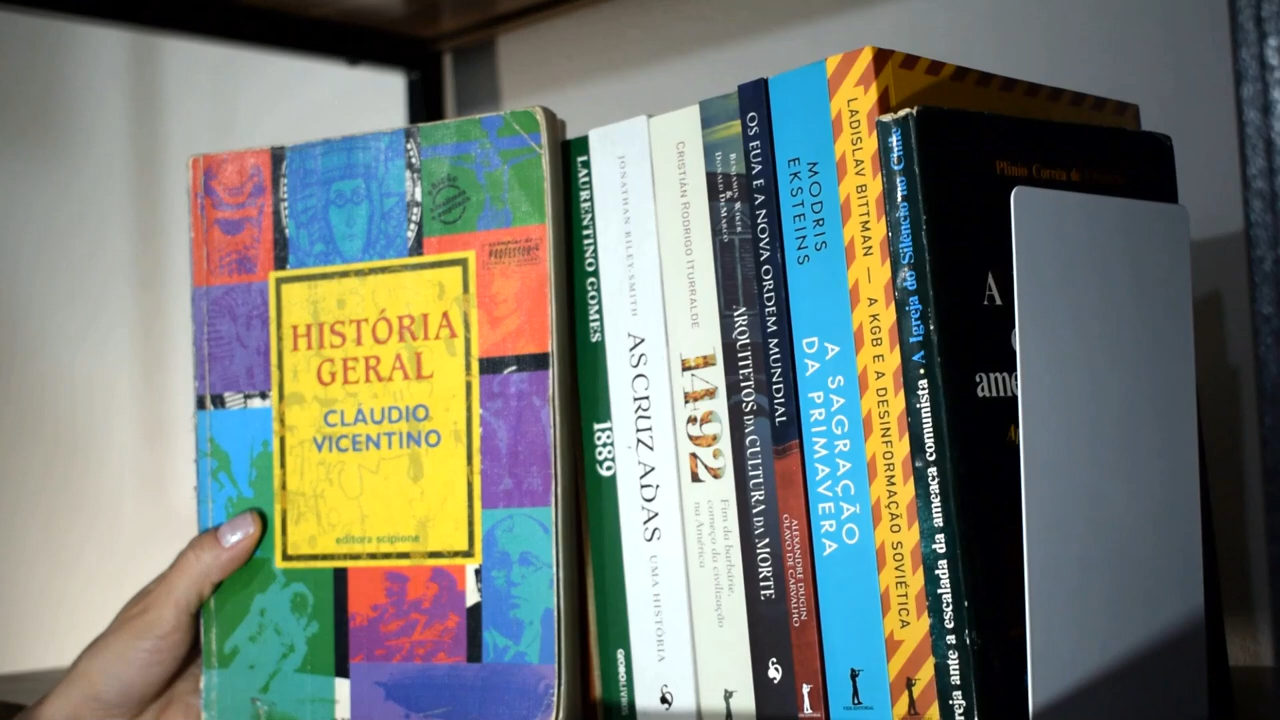 HISTÓRIA
GERAL
CLÁUDIO
VICENTINO
editora scipione
PROFESSOR
LAURENTINO GOMES
1889
GLOBOLIVROS
JONATHAN RILEY-SMITH
AS CRUZADAS
UMA HISTÓRIA
CRISTIÁN RODRIGO ITURRALDE
1492
Fim da barbárie,
começo da civilização
na América
BENJAMIN WIKER
&
DONALD DEMARCO
ARQUITETOS DA CULTURA DA MORTE
OS EUA E A NOVA ORDEM MUNDIAL
ALEXANDRE DUGIN
OLAVO DE CARVALHO
MODRIS
EKSTEINS
A SAGRAÇÃO
DA PRIMAVERA
LADISLAV BITTMAN — A KGB E A DESINFORMAÇÃO SOVIÉTICA
reja ante a escalada da ameaça comunista • A Igreja do Silêncio no Chile
Plinio Corrêa de
A
ame